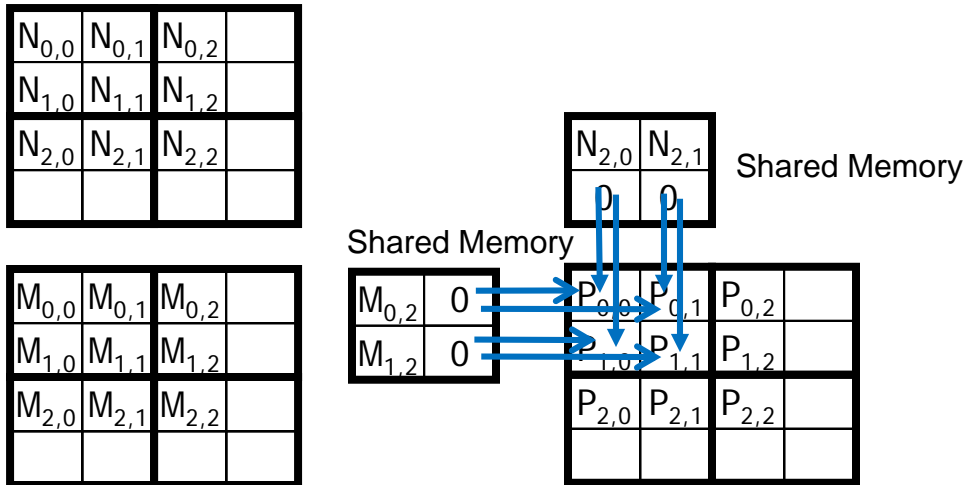 N0,0 N0,1 N0,2
N1,0 N1,1 N1,2
N2,0 N2,1 N2,2
N2,0 N2,1
0 0
Shared Memory
Shared Memory
M0,2 0
M1,2 0
M0,0 M0,1 M0,2
M1,0 M1,1 M1,2
M2,0 M2,1 M2,2
P0,0 P0,1 P0,2
P1,0 P1,1 P1,2
P2,0 P2,1 P2,2